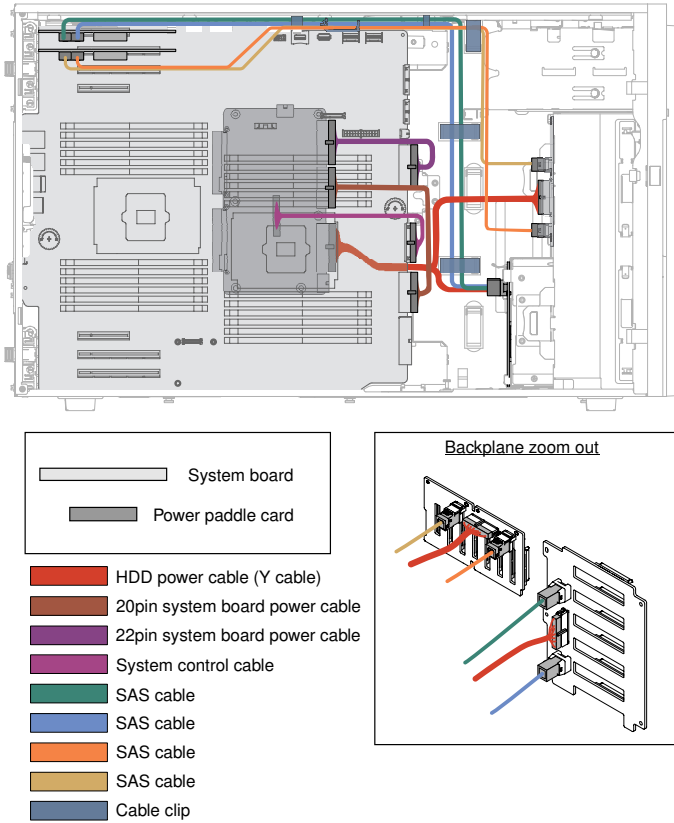 System board
Power paddle card
HDD power cable (Y cable)
20pin system board power cable
22pin system board power cable
System control cable
SAS cable
SAS cable
SAS cable
SAS cable
Cable clip
Backplane zoom out